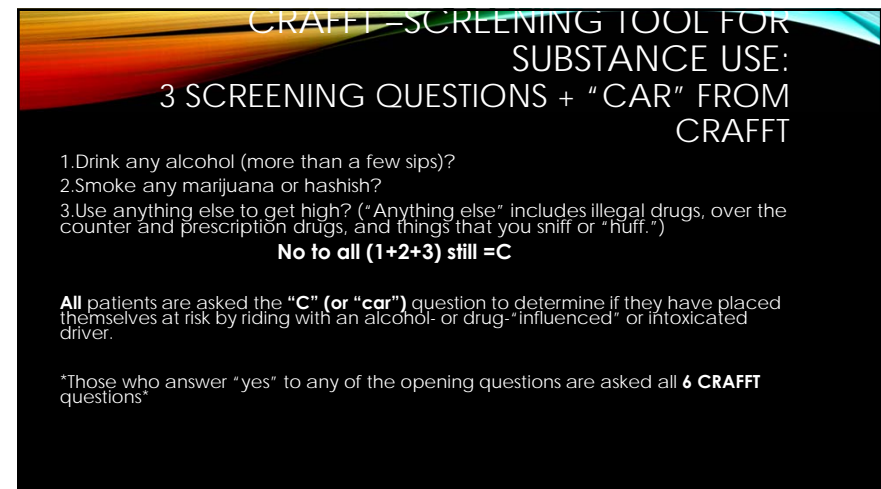 CRAFFT –SCREENING TOOL FOR
SUBSTANCE USE:
3 SCREENING QUESTIONS + “CAR” FROM
CRAFFT
1.Drink any alcohol (more than a few sips)?
2.Smoke any marijuana or hashish?
3.Use anything else to get high? (“Anything else” includes illegal drugs, over the
counter and prescription drugs, and things that you sniff or “huff.”)
No to all (1+2+3) still =C
All patients are asked the “C” (or “car”) question to determine if they have placed
themselves at risk by riding with an alcohol- or drug-“influenced” or intoxicated
driver.
*Those who answer “yes” to any of the opening questions are asked all 6 CRAFFT
questions*